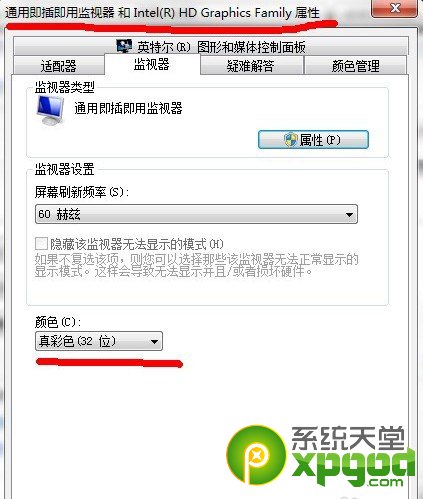 通用即插即用监视器 和 Intel(R) HD Graphics Family 属性
英特尔(R) 图形和媒体控制面板
适配器 监视器 疑难解答 颜色管理
监视器类型
通用即插即用监视器
属性(P)
监视器设置
屏幕刷新频率(S):
60 赫兹
隐藏该监视器无法显示的模式(H)
如果不复选该项，则您可以选择那些该监视器无法正常显示的
显示模式。这样会导致无法显示并且/或者损坏硬件。
颜色(C):
真彩色(32 位)
系统天堂
xpgod.com